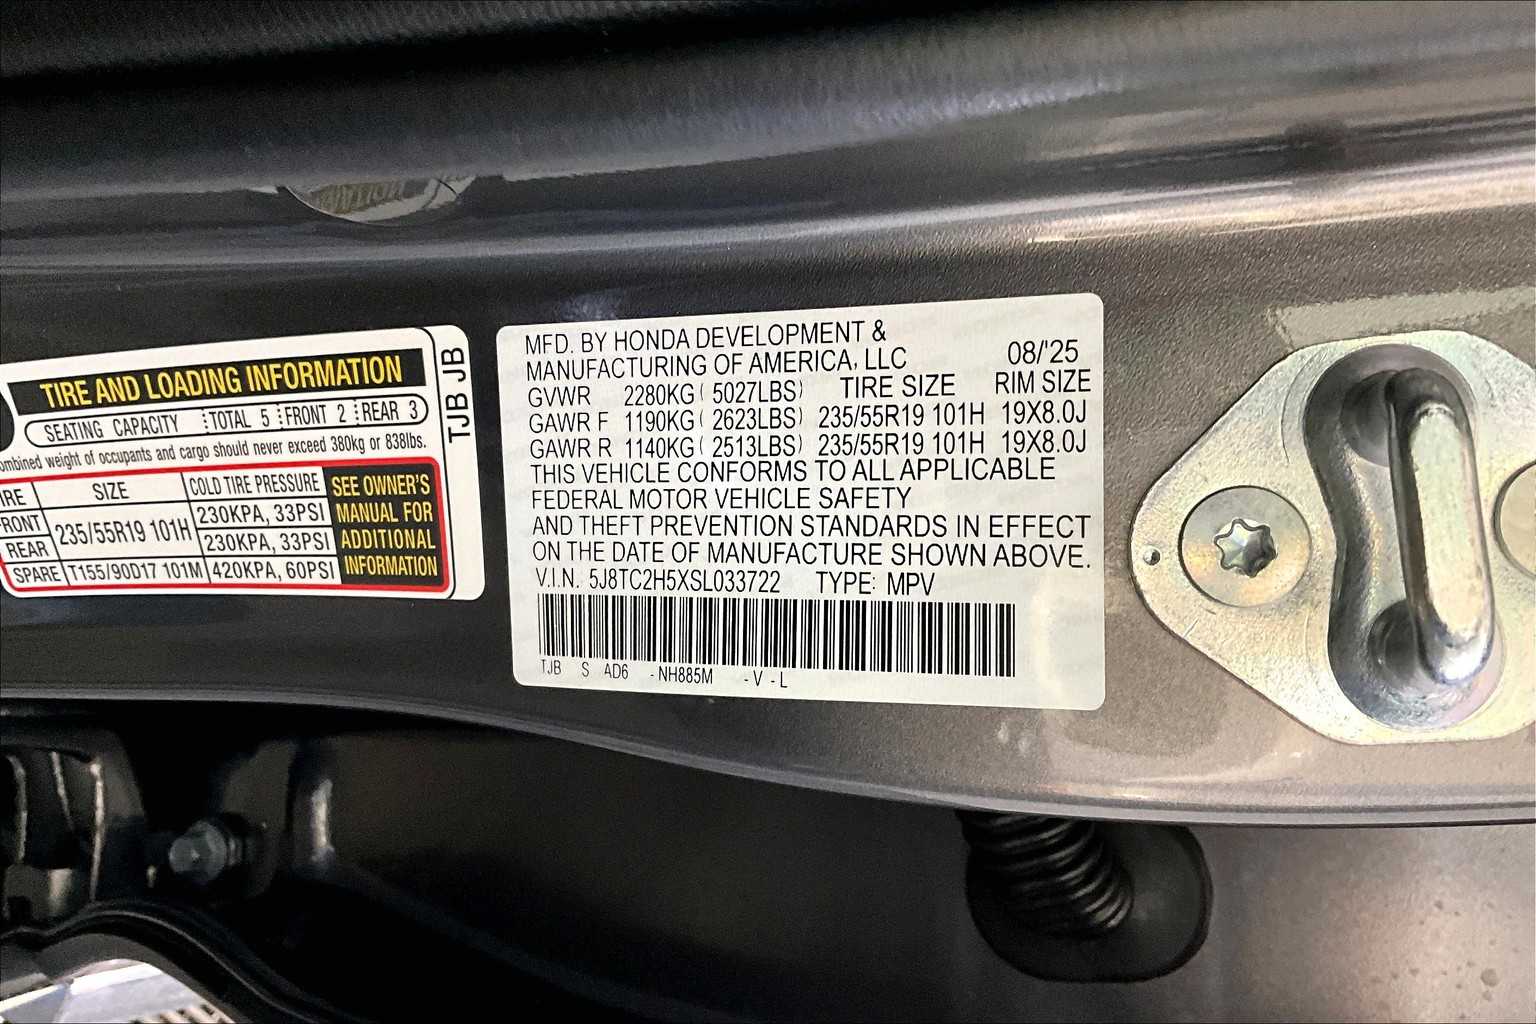 TIRE AND LOADING INFORMATION
SEATING CAPACITY TOTAL 5 FRONT 2 REAR 3
weight of occupants and cargo should never exceed 380kg or 838lbs.
SIZE COLD TIRE PRESSURE
FRONT 235/55R19 101H 230KPA, 33PSI
REAR 230KPA, 33PSI
SPARE T155/90D17 101M 420KPA, 60PSI
SEE OWNER'S
MANUAL FOR
ADDITIONAL
INFORMATION
TJB JB
MFD. BY HONDA DEVELOPMENT &
MANUFACTURING OF AMERICA, LLC 08/'25
GVWR 2280KG ( 5027LBS) TIRE SIZE RIM SIZE
GAWR F 1190KG ( 2623LBS) 235/55R19 101H 19X8.0J
GAWR R 1140KG ( 2513LBS) 235/55R19 101H 19X8.0J
THIS VEHICLE CONFORMS TO ALL APPLICABLE
FEDERAL MOTOR VEHICLE SAFETY
AND THEFT PREVENTION STANDARDS IN EFFECT
ON THE DATE OF MANUFACTURE SHOWN ABOVE.
V.I.N. 5J8TC2H5XSL033722 TYPE: MPV
TJB S AD6 -NH885M -V -L